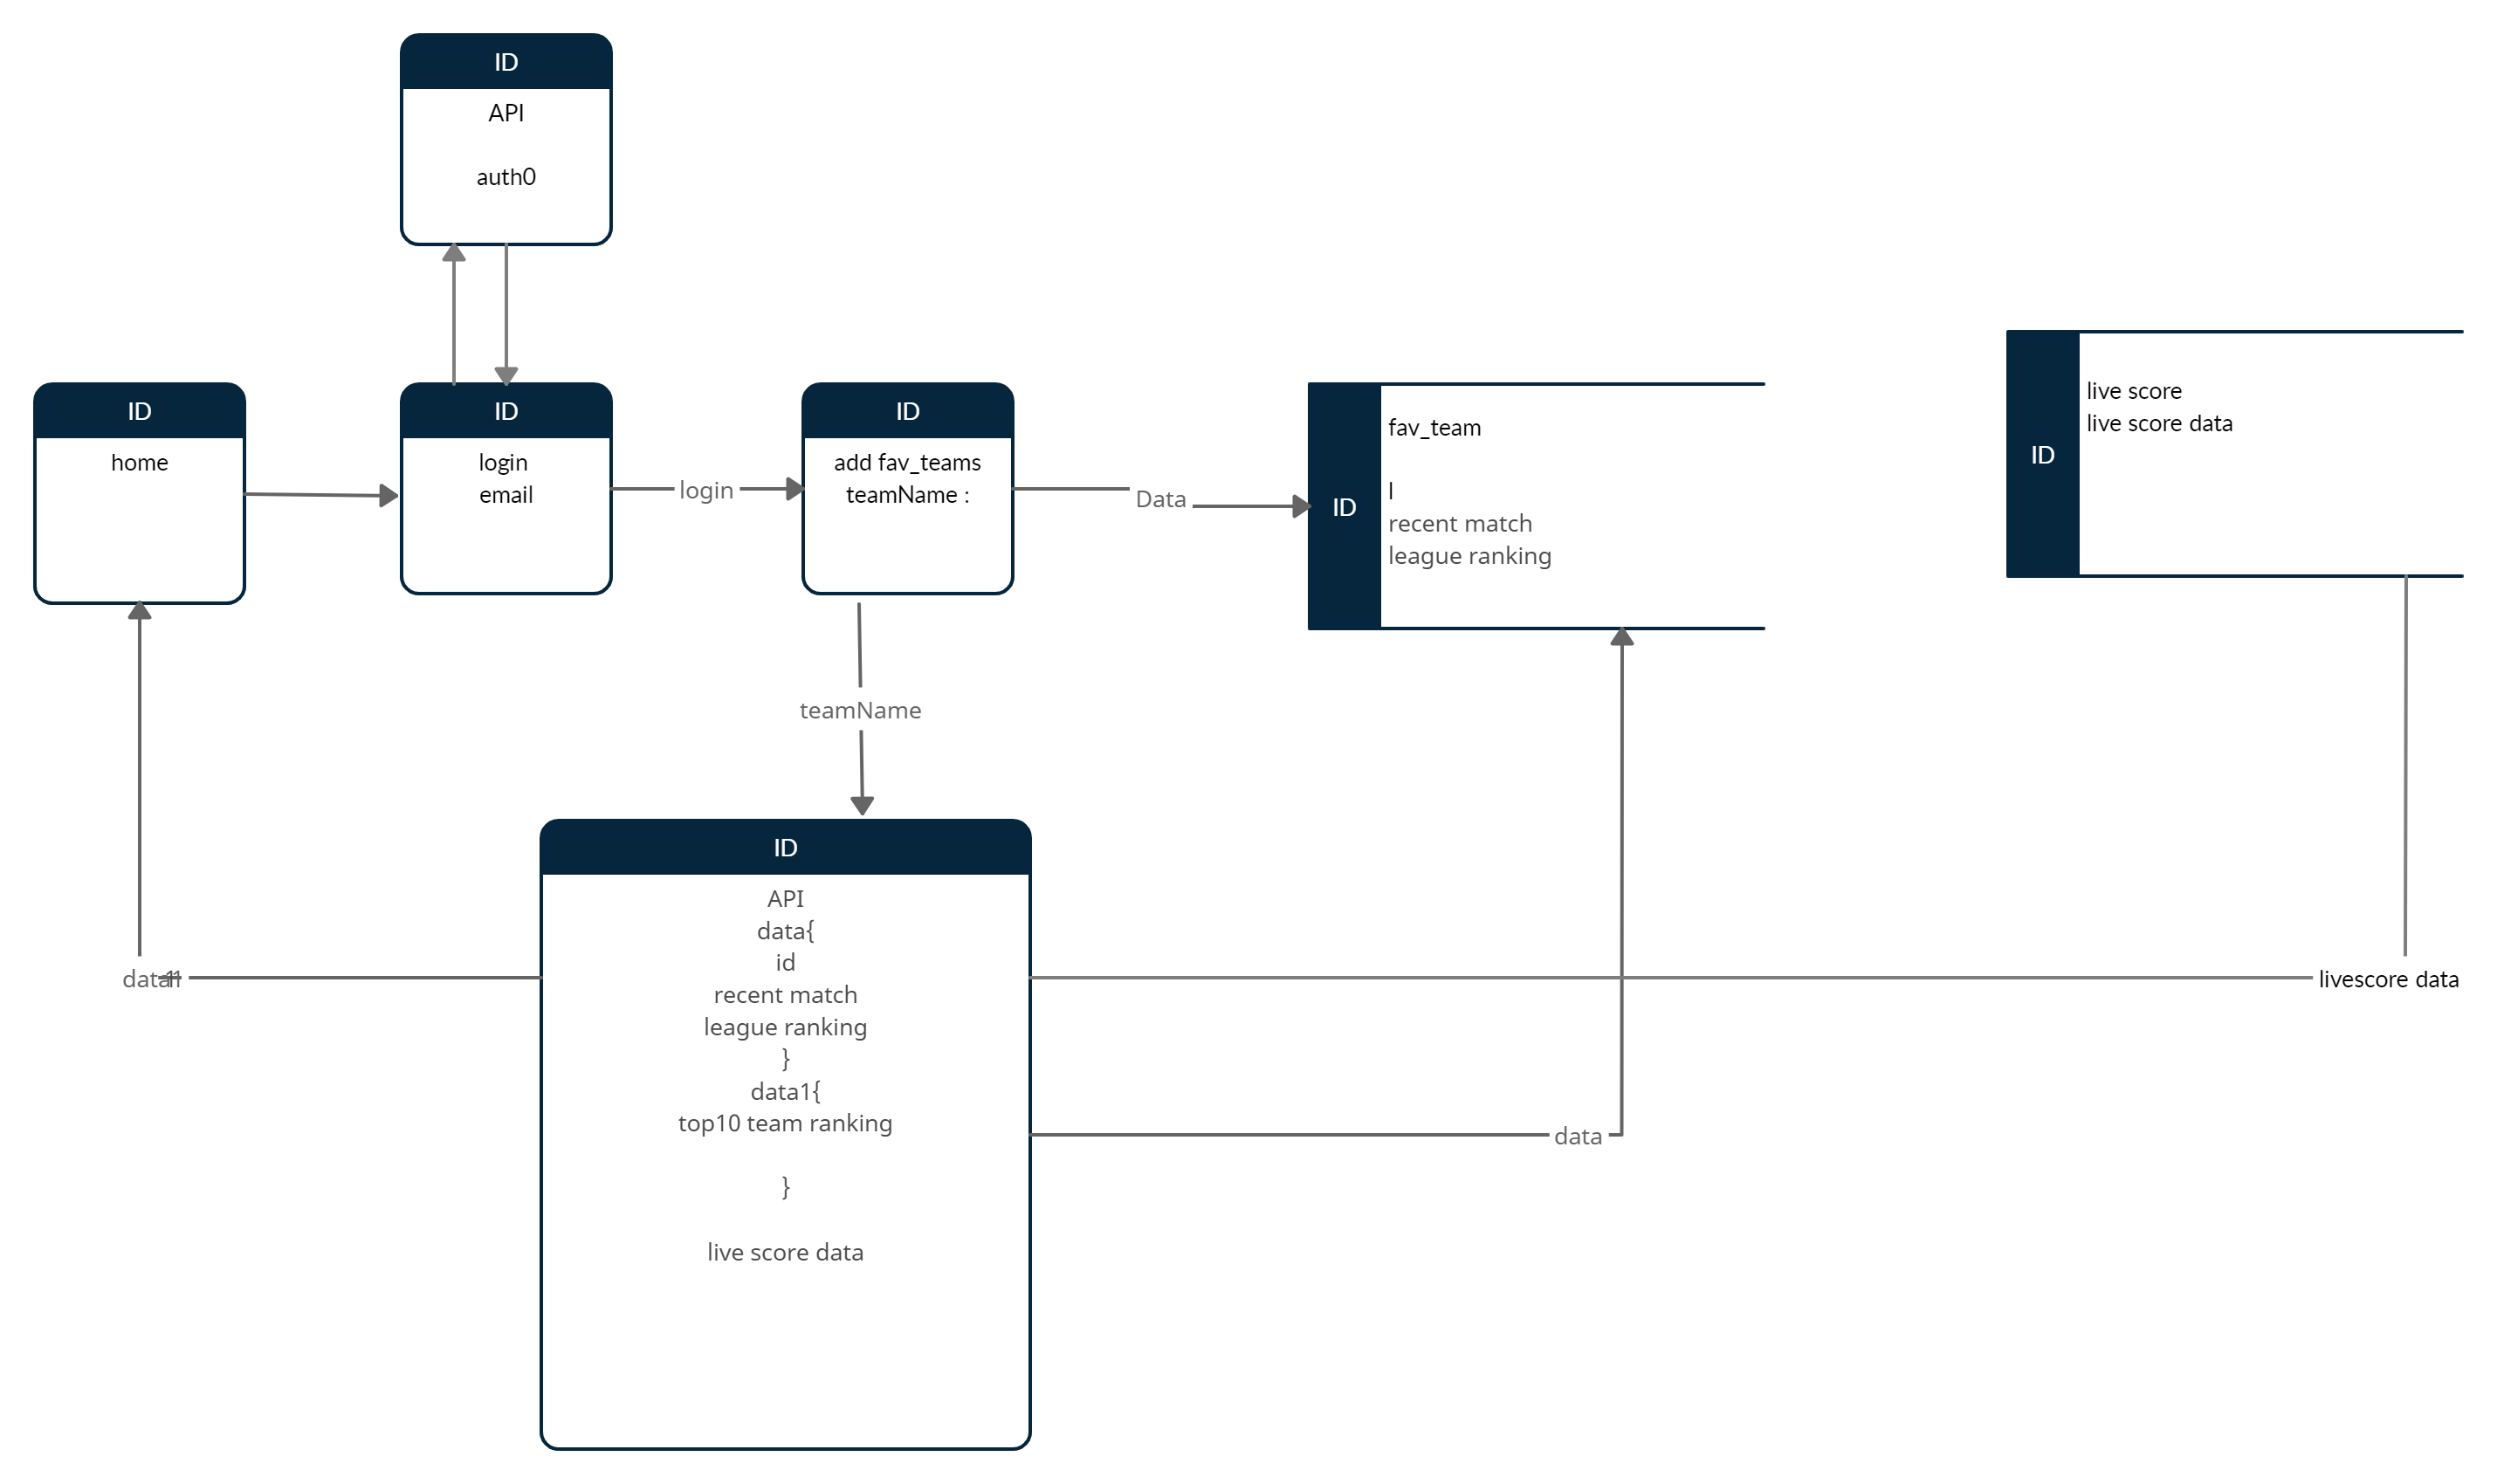 ID
API
auth0
ID
home
ID
login
email
login
ID
add fav_teams
teamName :
Data
ID
fav_team
l
recent match
league ranking
ID
live score
live score data
teamName
ID
API
data{
id
recent match
league ranking
}
data1{
top10 team ranking
}
live score data
data1
livescore data
data